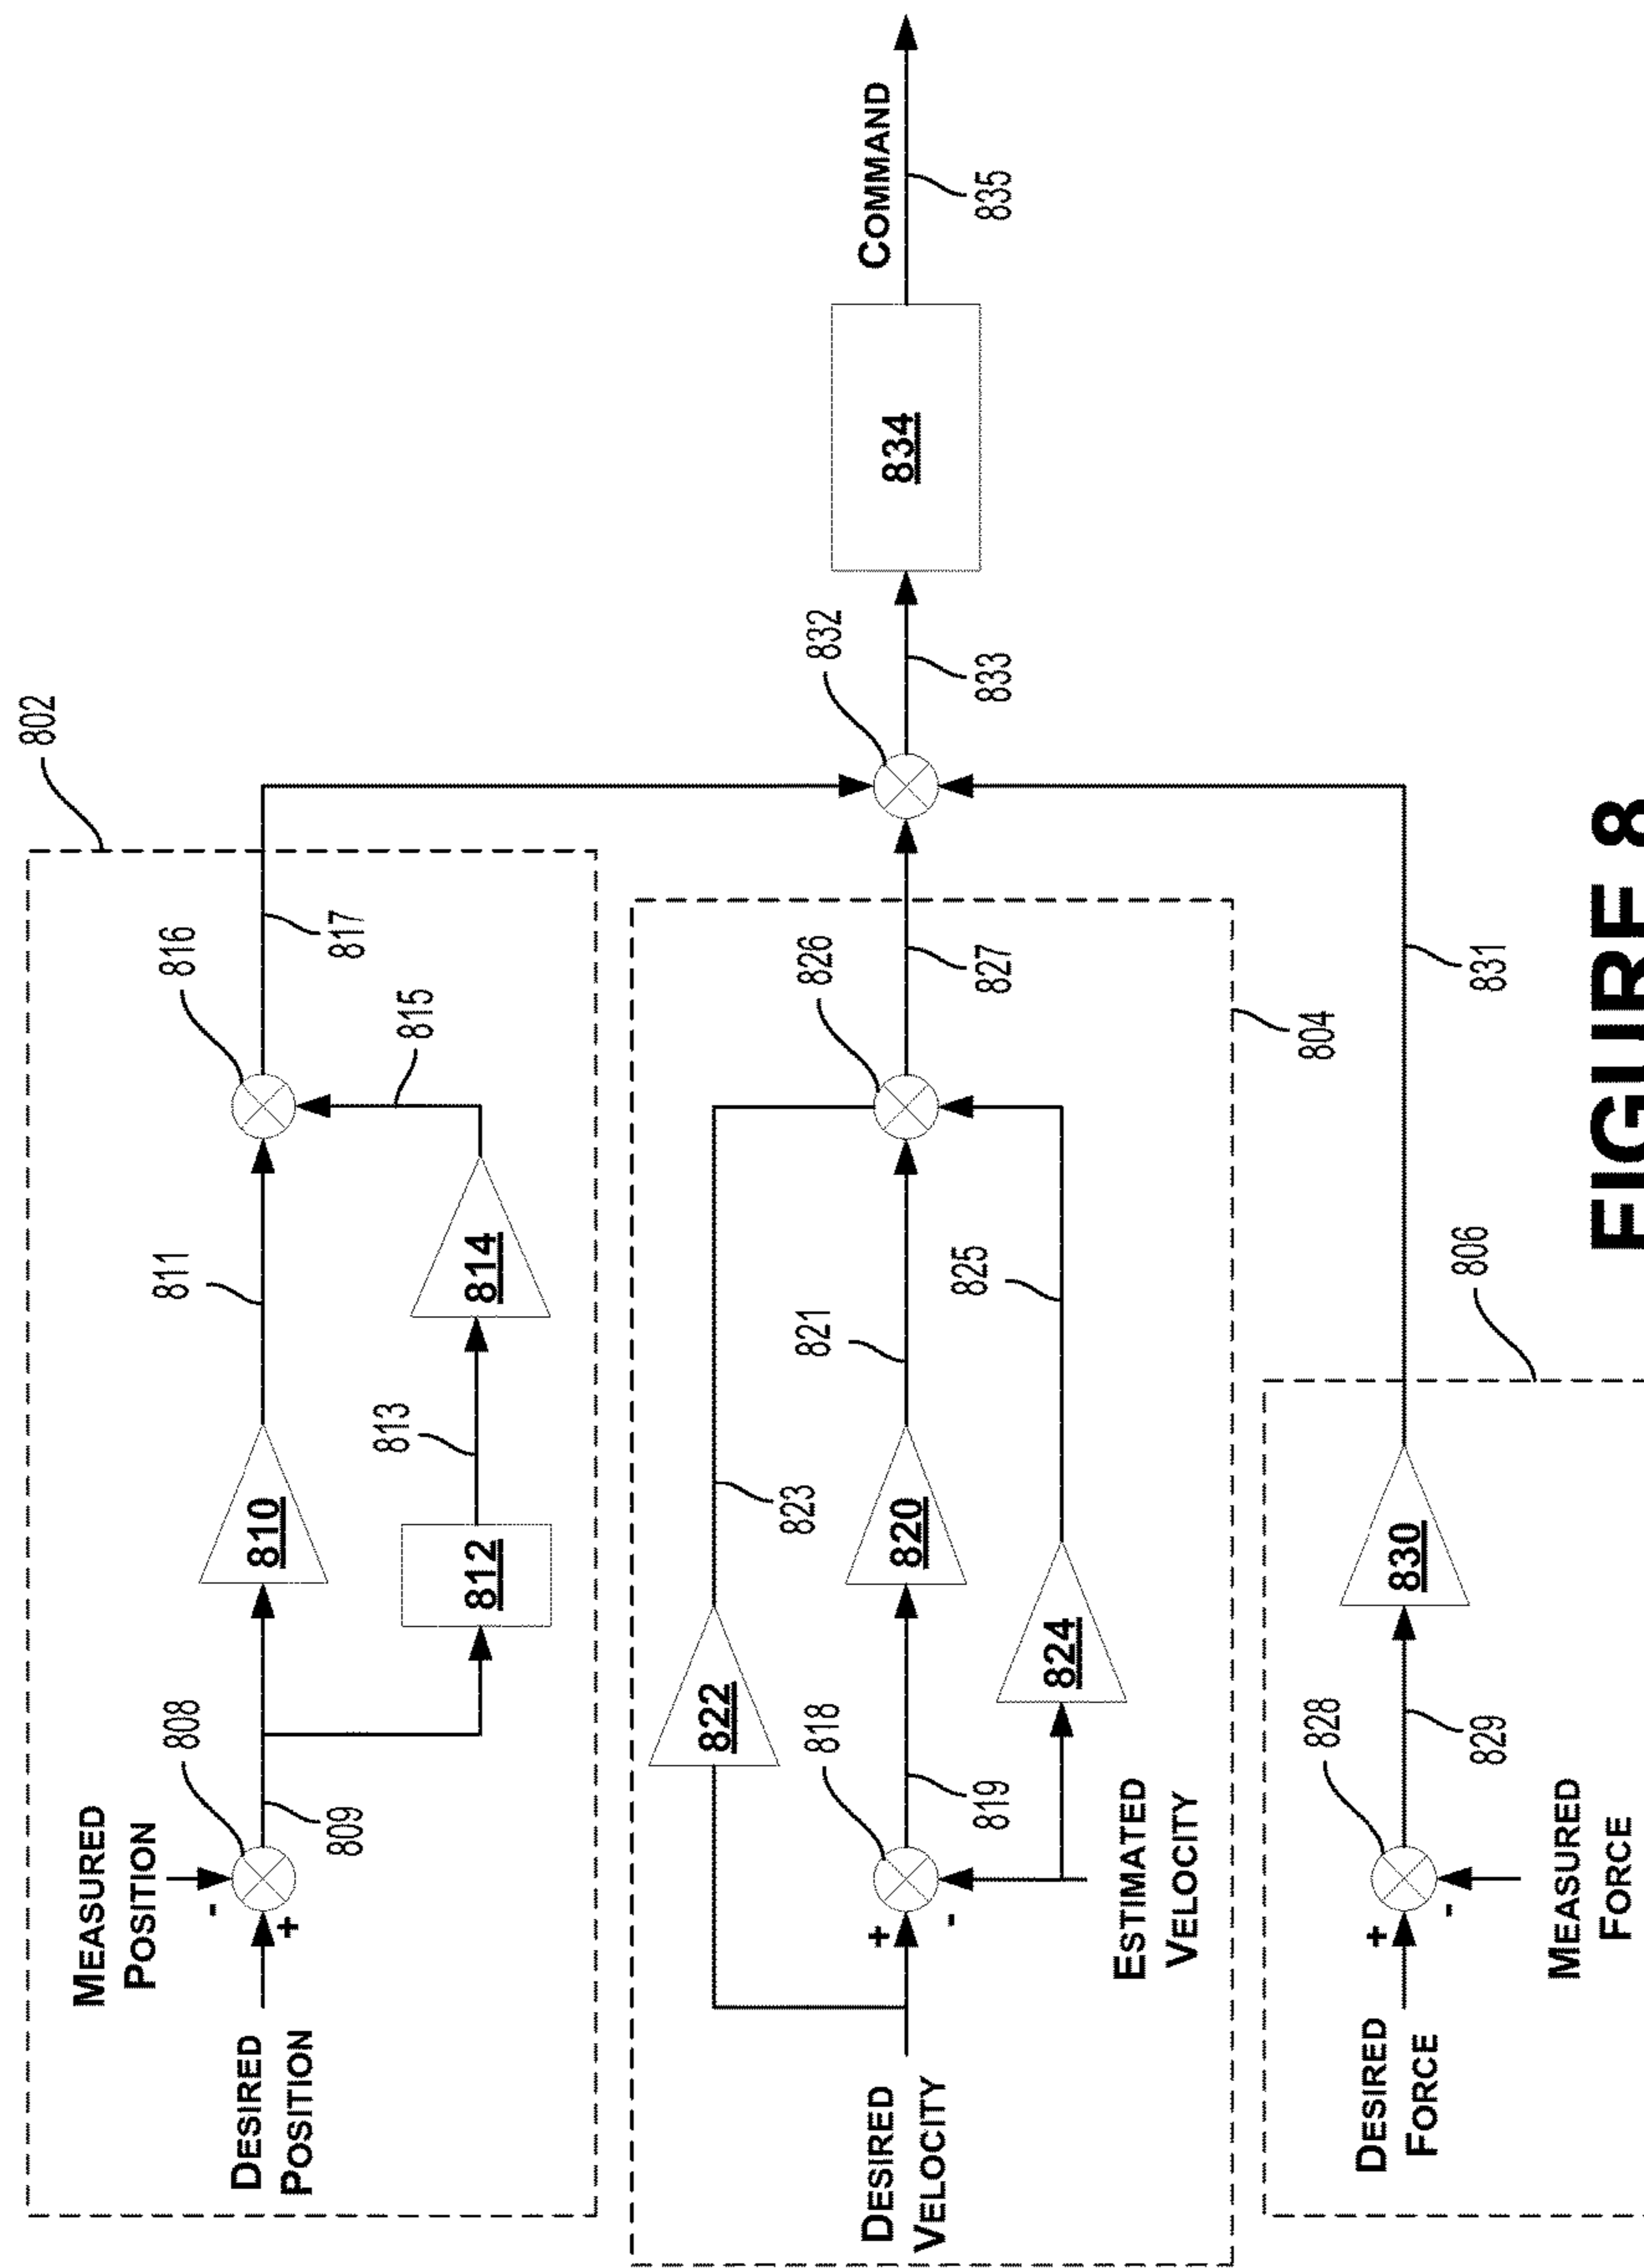 802
MEASURED
POSITION
-
+
DESIRED
POSITION
808
809
810
811
812
813
814
815
816
817
DESIRED
VELOCITY
+
-
ESTIMATED
VELOCITY
818
819
820
821
822
823
824
825
826
827
804
DESIRED
FORCE
+
-
MEASURED
FORCE
828
829
830
831
806
832
833
834
COMMAND
835
FIGURE 8